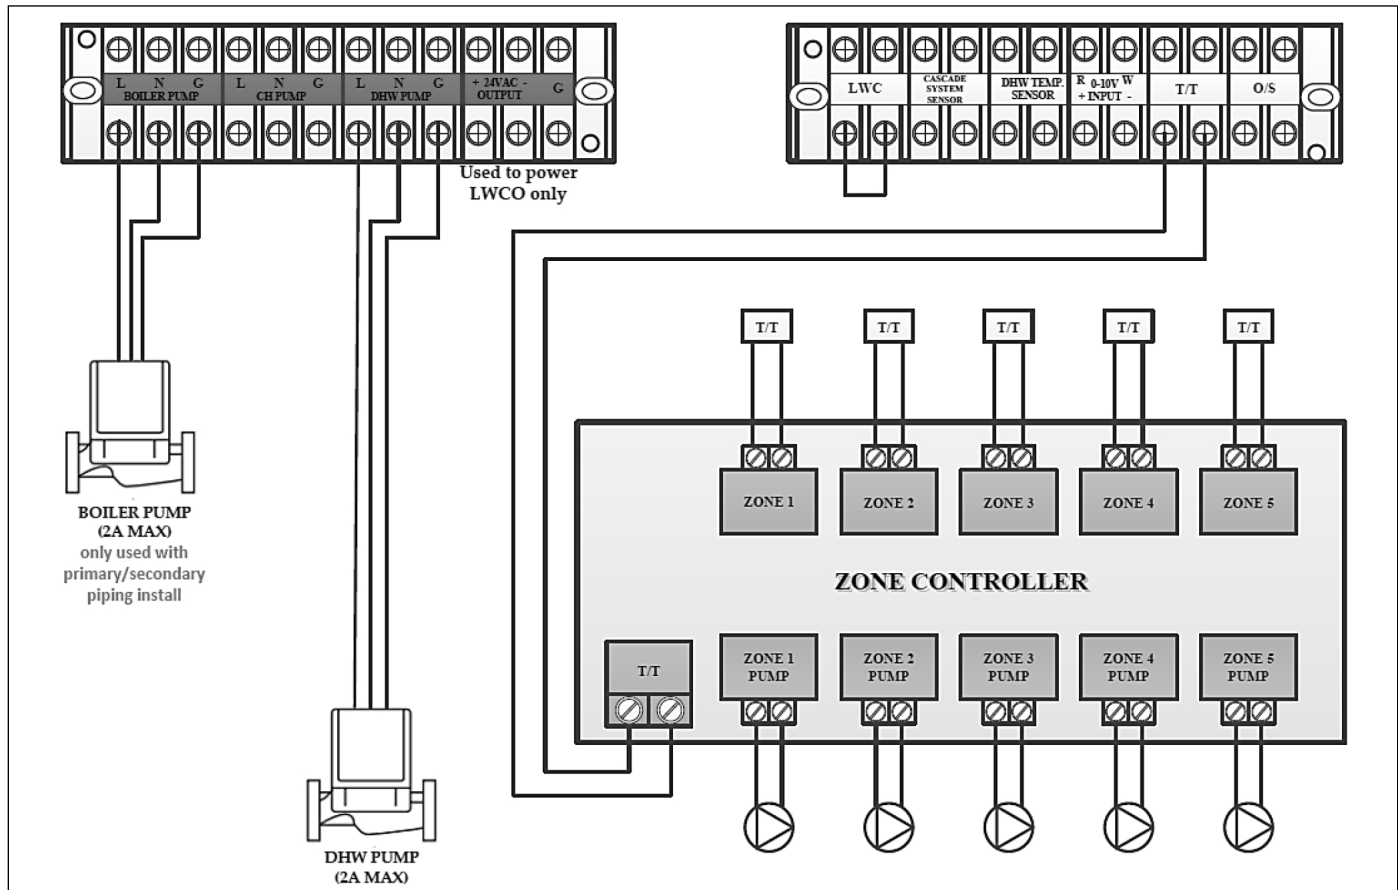 L N G L N G L N G + 24VAC - G
BOILER PUMP CH PUMP DHW PUMP OUTPUT
Used to power
LWCO only
LWC
CASCADE
SYSTEM
SENSOR
DHW TEMP.
SENSOR
R 0-10V W
+ INPUT -
T/T
O/S
T/T T/T T/T T/T T/T
ZONE 1 ZONE 2 ZONE 3 ZONE 4 ZONE 5
BOILER PUMP
(2A MAX)
only used with
primary/secondary
piping install
ZONE CONTROLLER
T/T
ZONE 1
PUMP
ZONE 2
PUMP
ZONE 3
PUMP
ZONE 4
PUMP
ZONE 5
PUMP
DHW PUMP
(2A MAX)